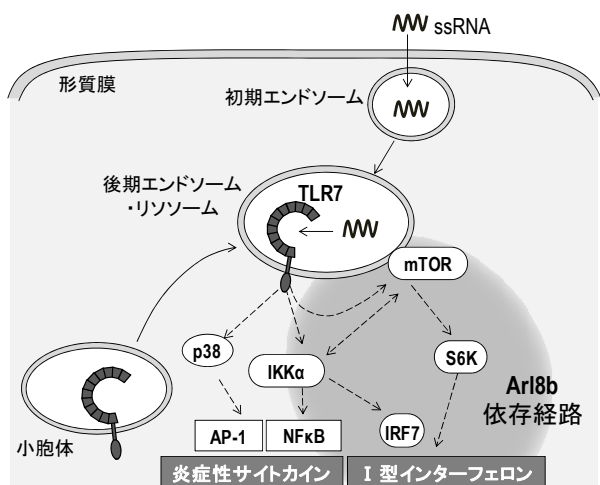 ssRNA
形質膜
初期エンドソーム
後期エンドソーム
・リソソーム
TLR7
mTOR
p38
IKKα
S6K
Arl8b
依存経路
小胞体
AP-1
NFκB
IRF7
炎症性サイトカイン
Ⅰ型インターフェロン